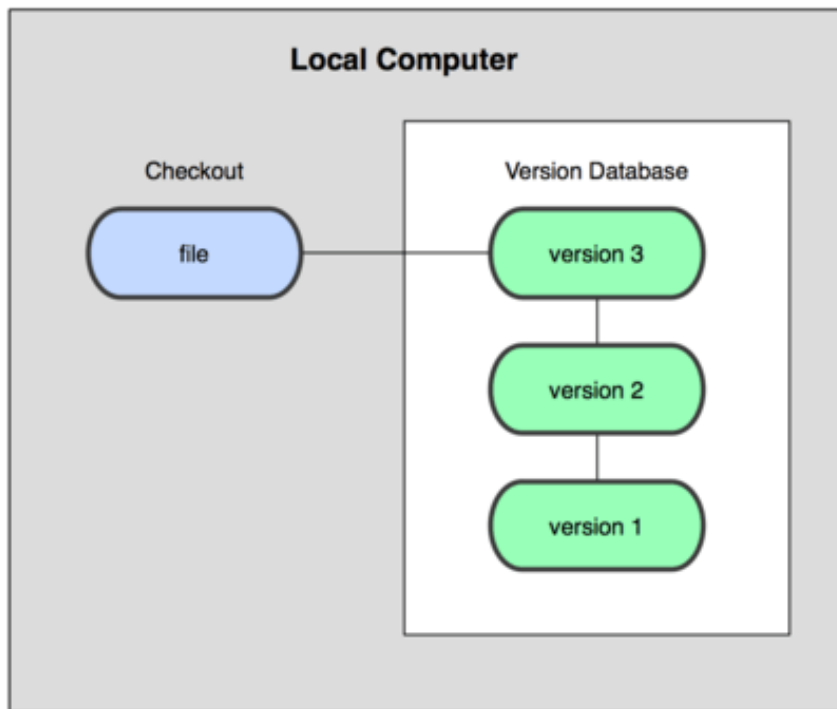 Local Computer
Checkout
Version Database
file
version 3
version 2
version 1